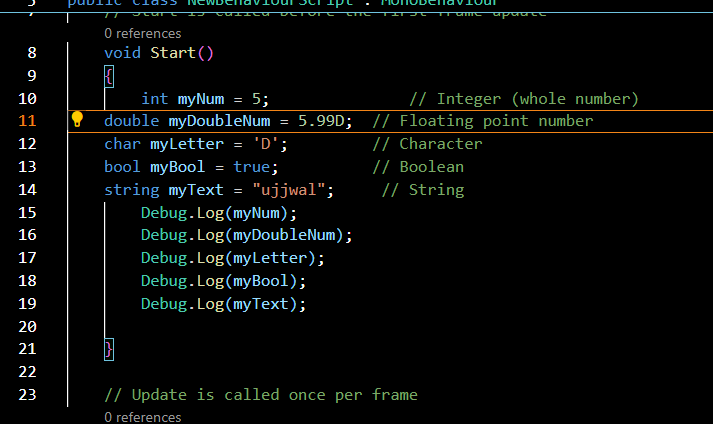 5 public class NewBehaviourScript : MonoBehaviour
7 // Start is called before the first frame update
0 references
8 void Start()
9 {
10 int myNum = 5; // Integer (whole number)
11 double myDoubleNum = 5.99D; // Floating point number
12 char myLetter = 'D'; // Character
13 bool myBool = true; // Boolean
14 string myText = "ujjwal"; // String
15 Debug.Log(myNum);
16 Debug.Log(myDoubleNum);
17 Debug.Log(myLetter);
18 Debug.Log(myBool);
19 Debug.Log(myText);
20
21 }
22
23 // Update is called once per frame
0 references